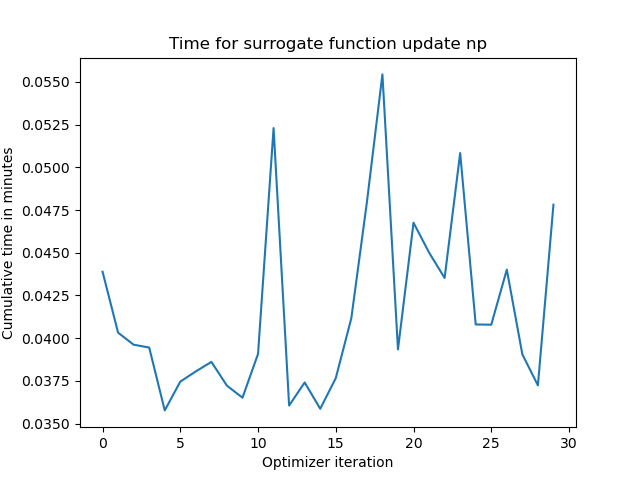 Time for surrogate function update np
Cumulative time in minutes
0.0550
0.0525
0.0500
0.0475
0.0450
0.0425
0.0400
0.0375
0.0350
0 5 10 15 20 25 30
Optimizer iteration